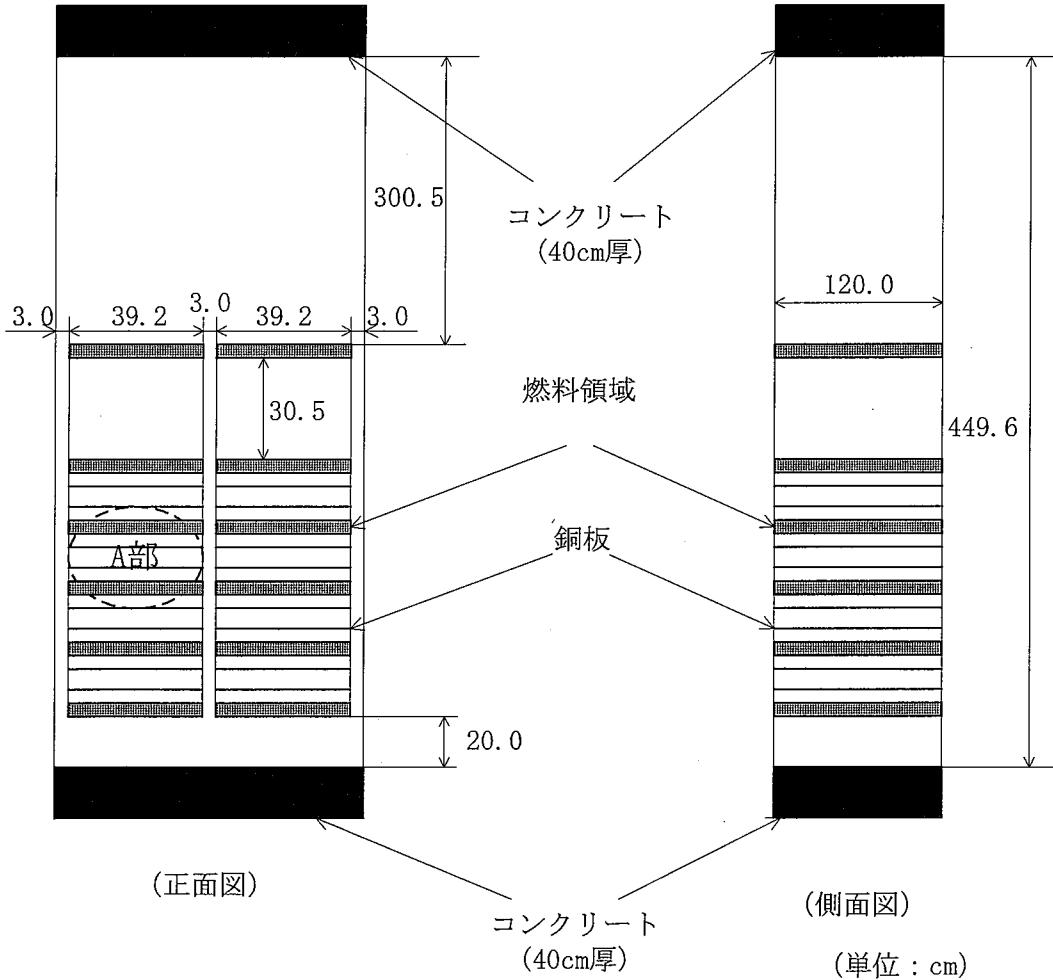 300.5
コンクリート
(40cm厚)
120.0
3.0 39.2 3.0 39.2 3.0
燃料領域
30.5
449.6
銅板
A部
20.0
(正面図)
(側面図)
コンクリート
(40cm厚)
(単位：cm)